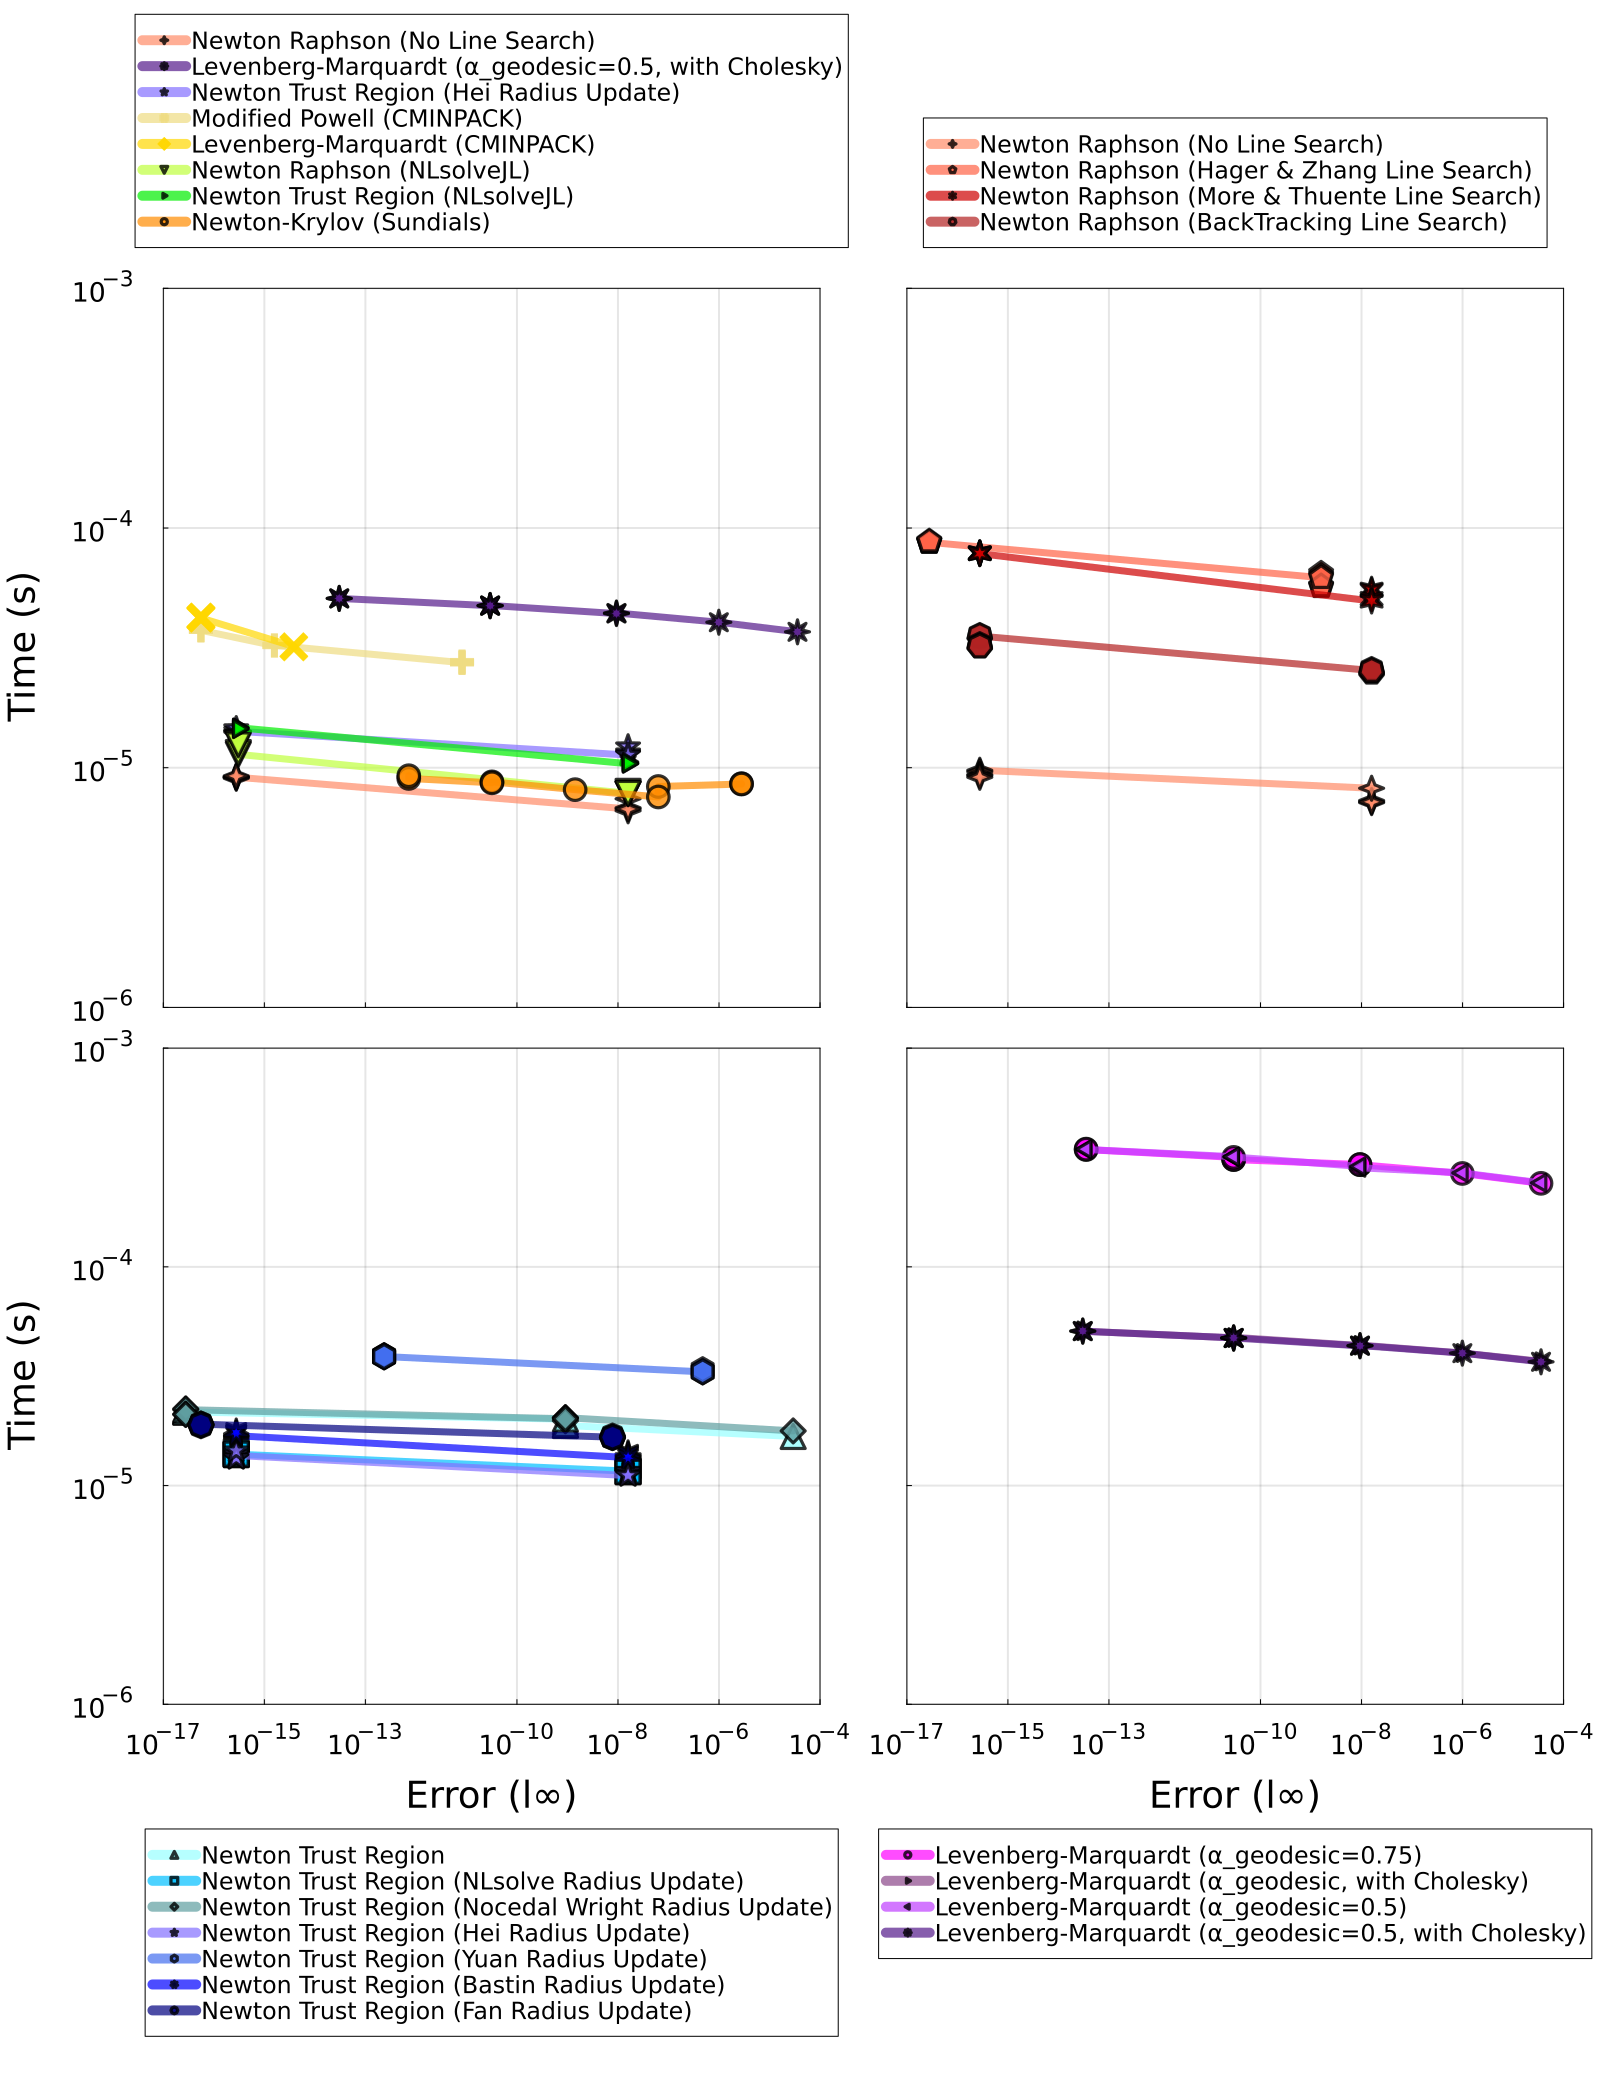 Newton Raphson (No Line Search)
Levenberg-Marquardt (α_geodesic=0.5, with Cholesky)
Newton Trust Region (Hei Radius Update)
Modified Powell (CMINPACK)
Levenberg-Marquardt (CMINPACK)
Newton Raphson (NLsolveJL)
Newton Trust Region (NLsolveJL)
Newton-Krylov (Sundials)
Newton Raphson (No Line Search)
Newton Raphson (Hager & Zhang Line Search)
Newton Raphson (More & Thuente Line Search)
Newton Raphson (BackTracking Line Search)
Time (s)
10⁻³
10⁻⁴
10⁻⁵
10⁻⁶
Time (s)
10⁻³
10⁻⁴
10⁻⁵
10⁻⁶
10⁻¹⁷ 10⁻¹⁵ 10⁻¹³ 10⁻¹⁰ 10⁻⁸ 10⁻⁶ 10⁻⁴
10⁻¹⁷ 10⁻¹⁵ 10⁻¹³ 10⁻¹⁰ 10⁻⁸ 10⁻⁶ 10⁻⁴
Error (l∞)
Error (l∞)
Newton Trust Region
Newton Trust Region (NLsolve Radius Update)
Newton Trust Region (Nocedal Wright Radius Update)
Newton Trust Region (Hei Radius Update)
Newton Trust Region (Yuan Radius Update)
Newton Trust Region (Bastin Radius Update)
Newton Trust Region (Fan Radius Update)
Levenberg-Marquardt (α_geodesic=0.75)
Levenberg-Marquardt (α_geodesic, with Cholesky)
Levenberg-Marquardt (α_geodesic=0.5)
Levenberg-Marquardt (α_geodesic=0.5, with Cholesky)